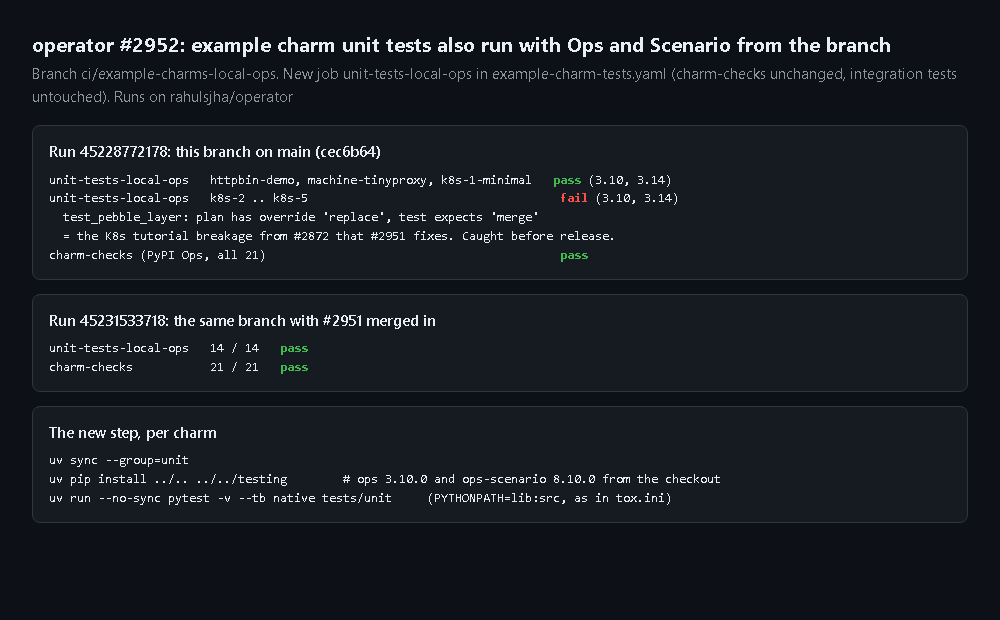 operator #2952: example charm unit tests also run with Ops and Scenario from the branch
Branch ci/example-charms-local-ops. New job unit-tests-local-ops in example-charm-tests.yaml (charm-checks unchanged, integration tests
untouched). Runs on rahulsjha/operator
Run 45228772178: this branch on main (cec6b64)
unit-tests-local-ops   httpbin-demo, machine-tinyproxy, k8s-1-minimal   pass (3.10, 3.14)
unit-tests-local-ops   k8s-2 .. k8s-5   fail (3.10, 3.14)
test_pebble_layer: plan has override 'replace', test expects 'merge'
= the K8s tutorial breakage from #2872 that #2951 fixes. Caught before release.
charm-checks (PyPI Ops, all 21)   pass
Run 45231533718: the same branch with #2951 merged in
unit-tests-local-ops   14 / 14   pass
charm-checks   21 / 21   pass
The new step, per charm
uv sync --group=unit
uv pip install ../.. ../../testing   # ops 3.10.0 and ops-scenario 8.10.0 from the checkout
uv run --no-sync pytest -v --tb native tests/unit   (PYTHONPATH=lib:src, as in tox.ini)